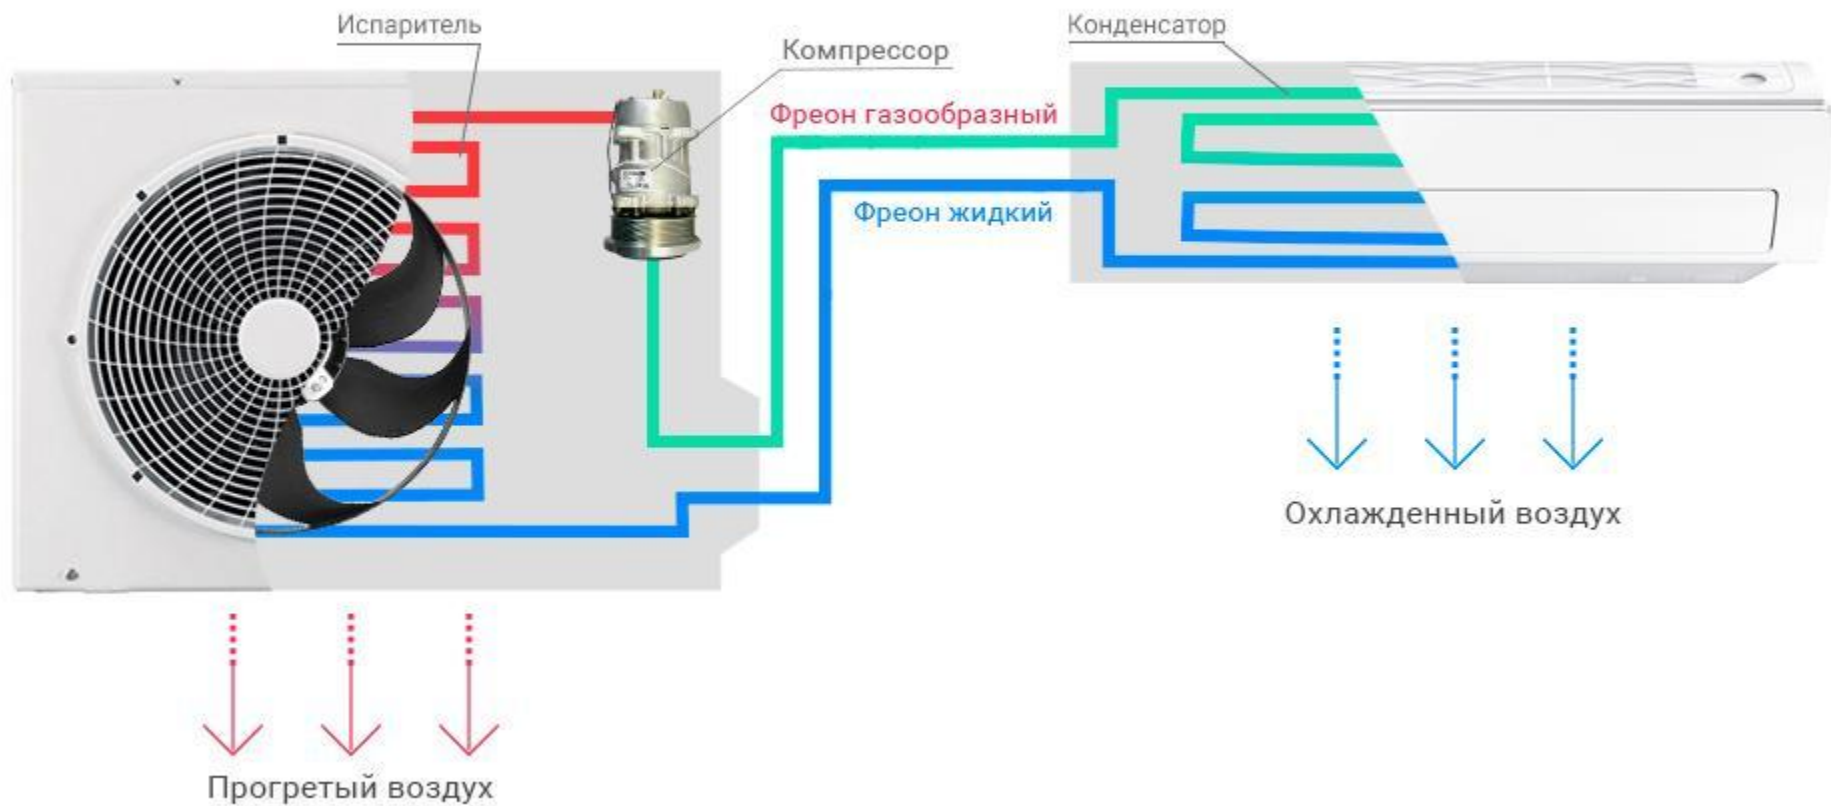 Испаритель
Компрессор
Конденсатор
Фреон газообразный
Фреон жидкий
Охлажденный воздух
Прогретый воздух